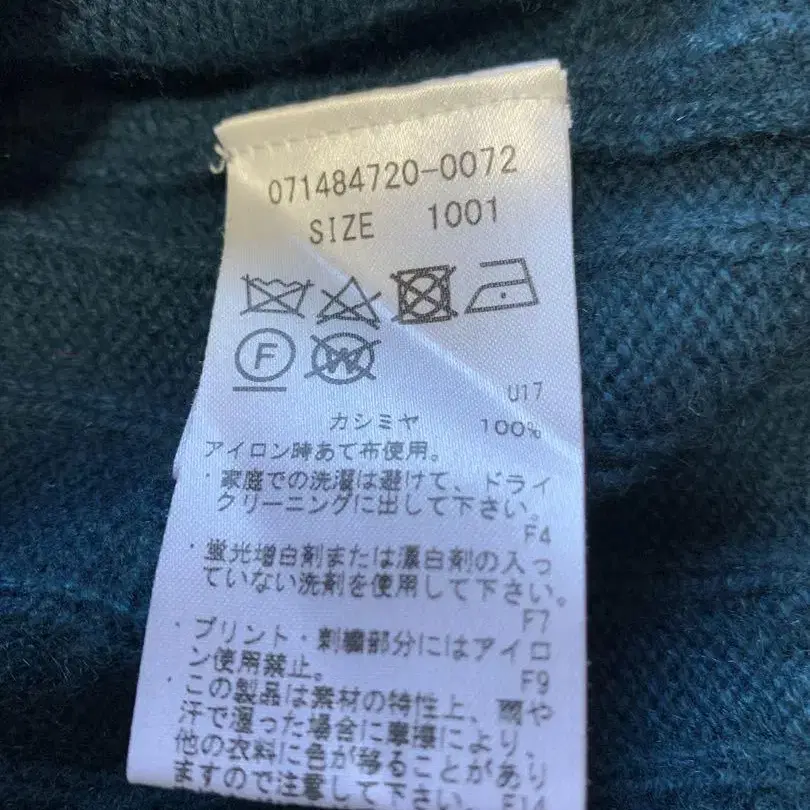 071484720-0072
SIZE 1001
F W
U17
カシミヤ 100%
アイロン時あて布使用。
・家庭での洗濯は避けて、ドライ
クリーニングに出して下さい。
F4
・蛍光増白剤または漂白剤の入っ
ていない洗剤を使用して下さい。
F7
・プリント・刺繍部分にはアイロ
ン使用禁止。
F9
・この製品は素材の特性上、雨や
汗で湿った場合に摩擦により、
他の衣料に色が移ることがあり
ますので注意して下さい。
F14